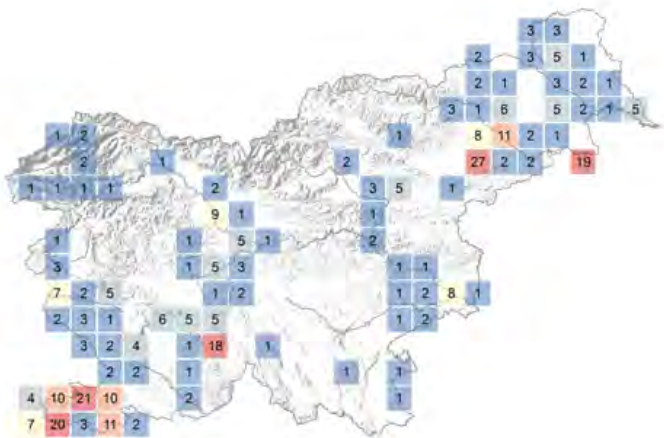 3 3
2 3 5 1
2 1 3 2 1
3 1 6 5 2 1 5
1 2 1 8 11 2 1
2 1 2 27 2 2 19
1 1 1 1 2 3 5 1
9 1 1
1 1 5 1 2
3 1 5 3 1 1
7 2 5 1 2 1 2 8 1
2 3 1 6 5 5 1 2
3 2 4 1 18 1
2 2 1 1 1
4 10 21 10 2 1
7 20 3 11 2